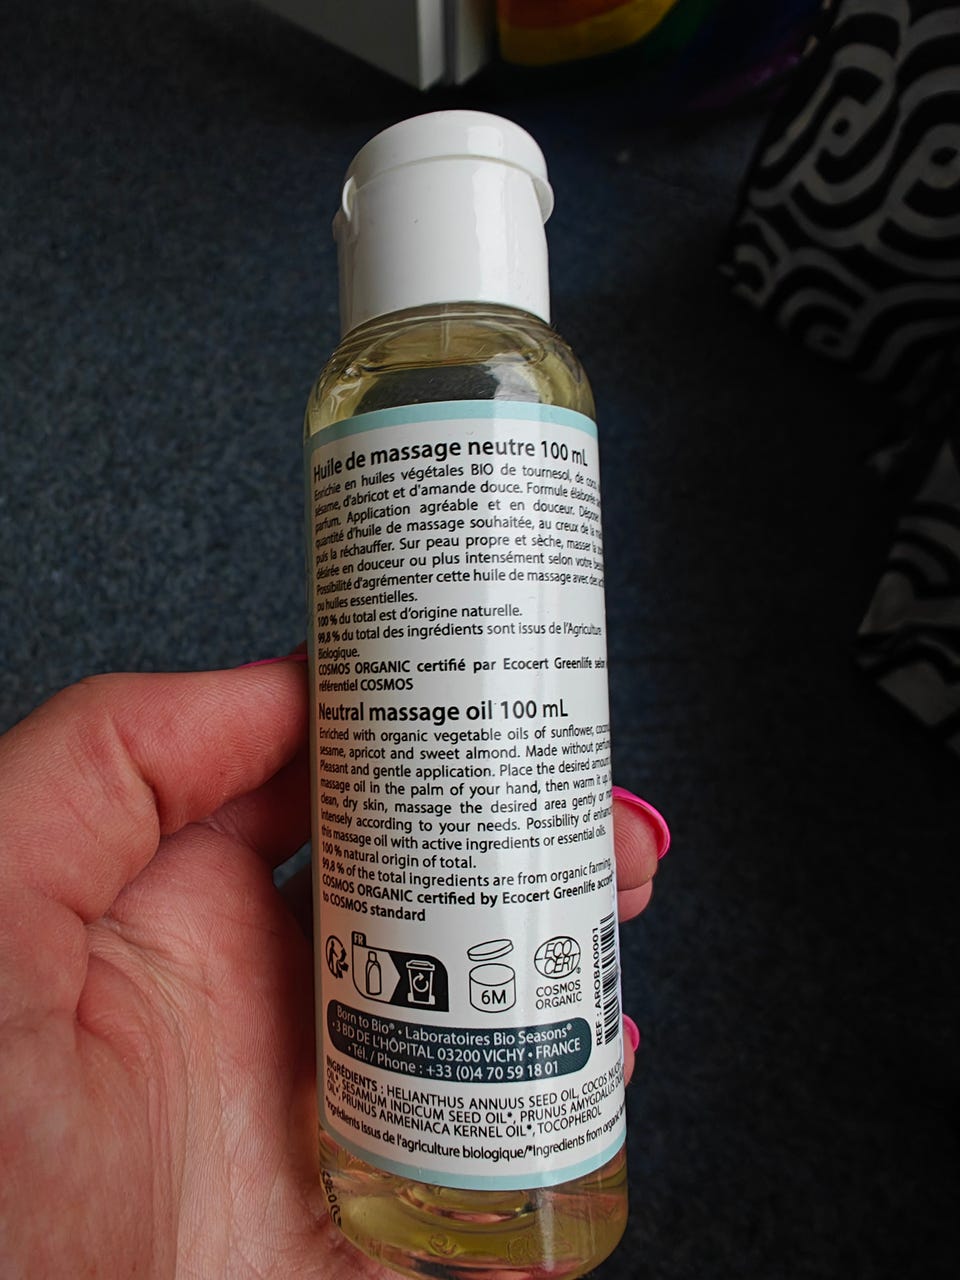 Huile de massage neutre 100 mL
Enrichie en huiles végétales BIO de tournesol, de
sésame, d'abricot et d'amande douce. Formule élaborée
parfum. Application agréable et en douceur. Déposer
quantité d'huile de massage souhaitée, au creux de la
puis la réchauffer. Sur peau propre et sèche, masser la
désirée en douceur ou plus intensément selon votre
Possibilité d'agrémenter cette huile de massage avec des
ou huiles essentielles.
100 % du total est d'origine naturelle.
99,8 % du total des ingrédients sont issus de l'Agriculture
Biologique.
COSMOS ORGANIC certifié par Ecocert Greenlife selon
référentiel COSMOS
Neutral massage oil 100 mL
Enriched with organic vegetable oils of sunflower,
sesame, apricot and sweet almond. Made without
Pleasant and gentle application. Place the desired amount
massage oil in the palm of your hand, then warm it up.
clean, dry skin, massage the desired area gently or
intensely according to your needs. Possibility of
this massage oil with active ingredients or essential oils.
100 % natural origin of total.
99,8 % of the total ingredients are from organic farming.
COSMOS ORGANIC certified by Ecocert Greenlife
to COSMOS standard
FR
6M
ECO
CERT
COSMOS
ORGANIC
REF : AROBA0001
Born to Bio® • Laboratoires Bio Seasons®
• 3 BD DE L'HÔPITAL 03200 VICHY • FRANCE
• Tél. / Phone : +33 (0)4 70 59 18 01
INGRÉDIENTS : HELIANTHUS ANNUUS SEED OIL, COCOS
OIL*, SESAMUM INDICUM SEED OIL*, PRUNUS AMYGDALUS
OIL*, PRUNUS ARMENIACA KERNEL OIL*, TOCOPHEROL
*Ingrédients issus de l'agriculture biologique/*Ingredients from organic